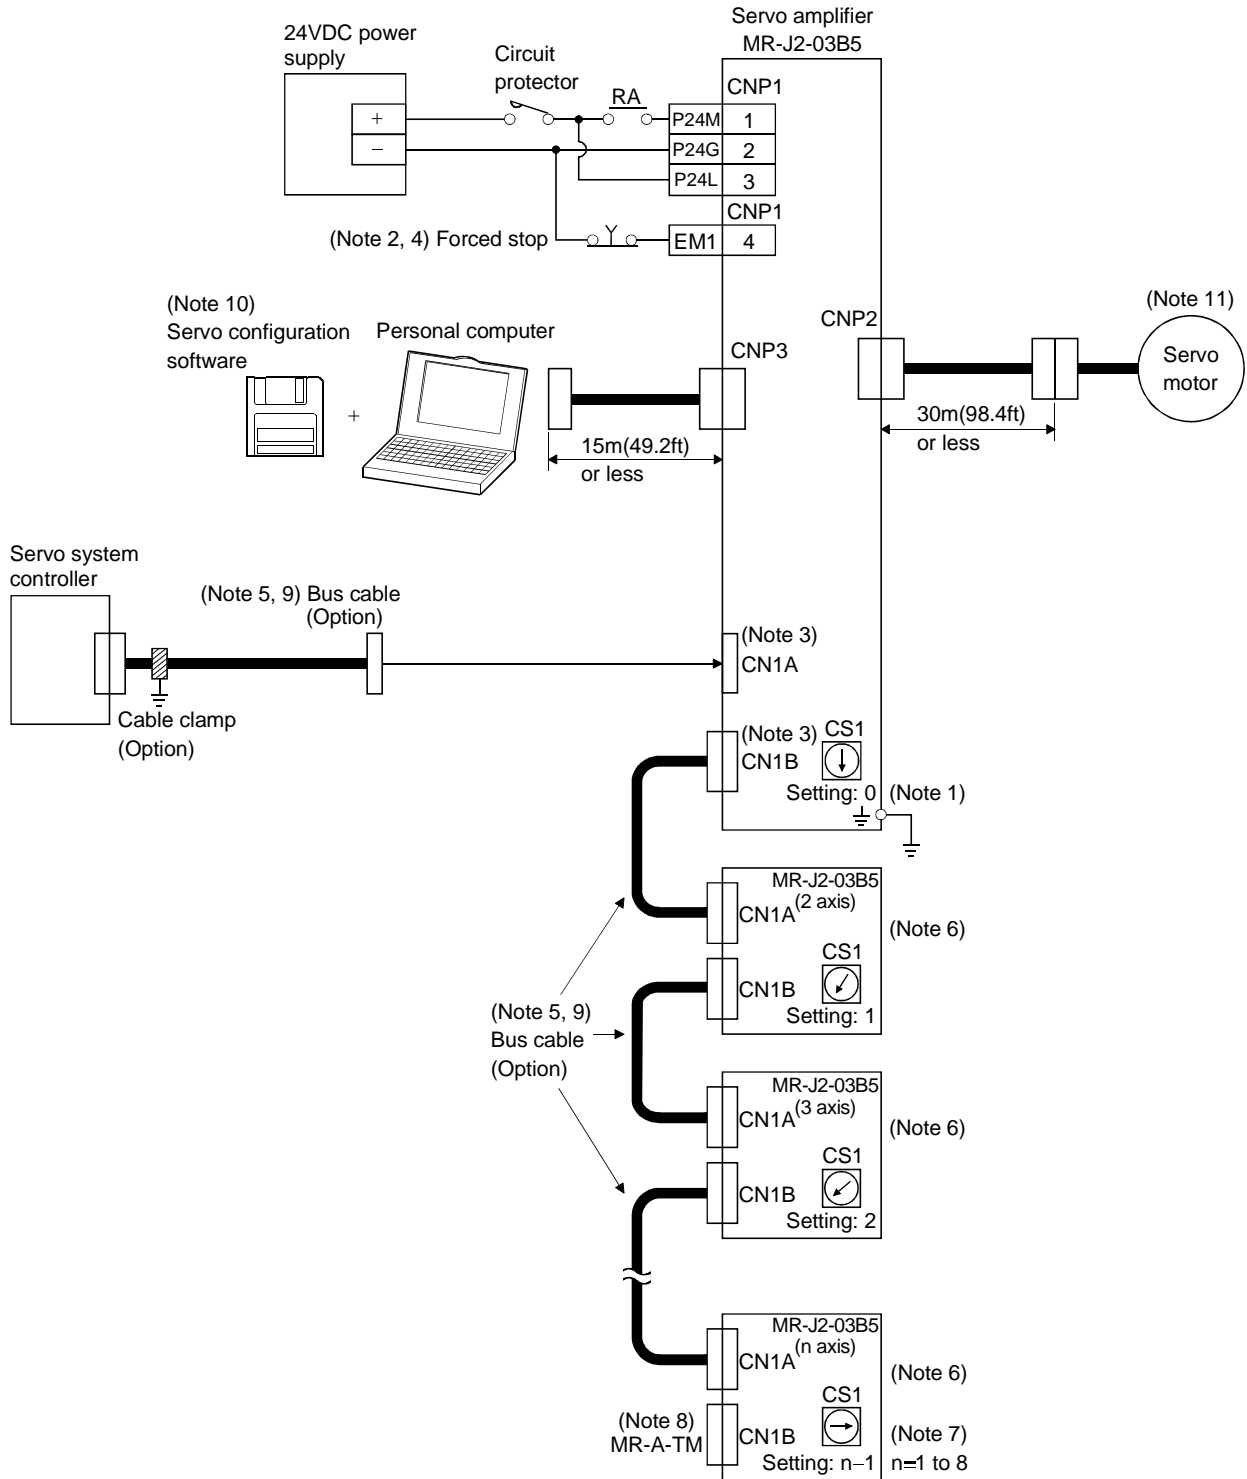 Servo amplifier
MR-J2-03B5
24VDC power
supply
Circuit
protector
RA
CNP1
+
P24M 1
−
P24G 2
P24L 3
CNP1
(Note 2, 4) Forced stop
EM1 4
(Note 10)
Servo configuration
software
+
Personal computer
CNP3
15m(49.2ft)
or less
CNP2
(Note 11)
Servo
motor
30m(98.4ft)
or less
Servo system
controller
(Note 5, 9) Bus cable
(Option)
Cable clamp
(Option)
(Note 3)
CN1A
(Note 3)
CN1B
CS1
Setting: 0
(Note 1)
MR-J2-03B5
(2 axis)
CN1A
(Note 6)
CS1
CN1B
Setting: 1
(Note 5, 9)
Bus cable
(Option)
MR-J2-03B5
(3 axis)
CN1A
(Note 6)
CS1
CN1B
Setting: 2
MR-J2-03B5
(n axis)
CN1A
(Note 6)
CS1
(Note 8)
MR-A-TM
CN1B
(Note 7)
Setting: n−1
n=1 to 8